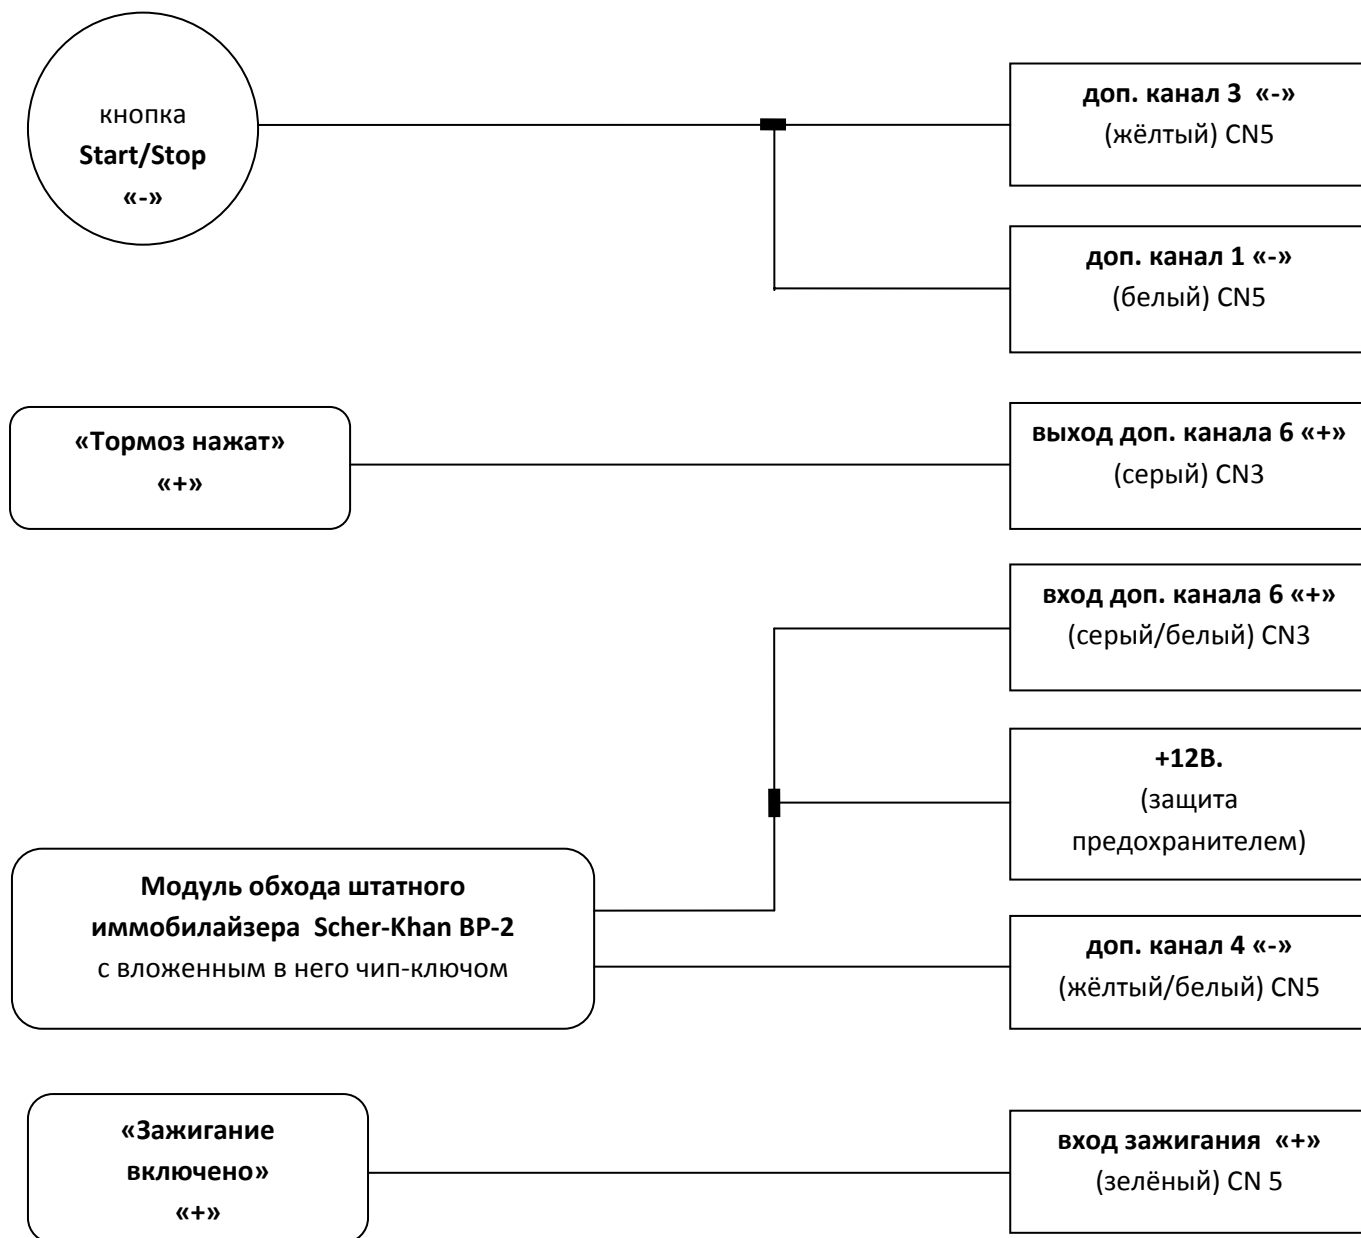 кнопка
Start/Stop
«-»
доп. канал 3 «-»
(жёлтый) CN5
доп. канал 1 «-»
(белый) CN5
«Тормоз нажат»
«+»
выход доп. канала 6 «+»
(серый) CN3
вход доп. канала 6 «+»
(серый/белый) CN3
+12В.
(защита
предохранителем)
Модуль обхода штатного
иммобилайзера Scher-Khan BP-2
с вложенным в него чип-ключом
доп. канал 4 «-»
(жёлтый/белый) CN5
«Зажигание
включено»
«+»
вход зажигания «+»
(зелёный) CN 5